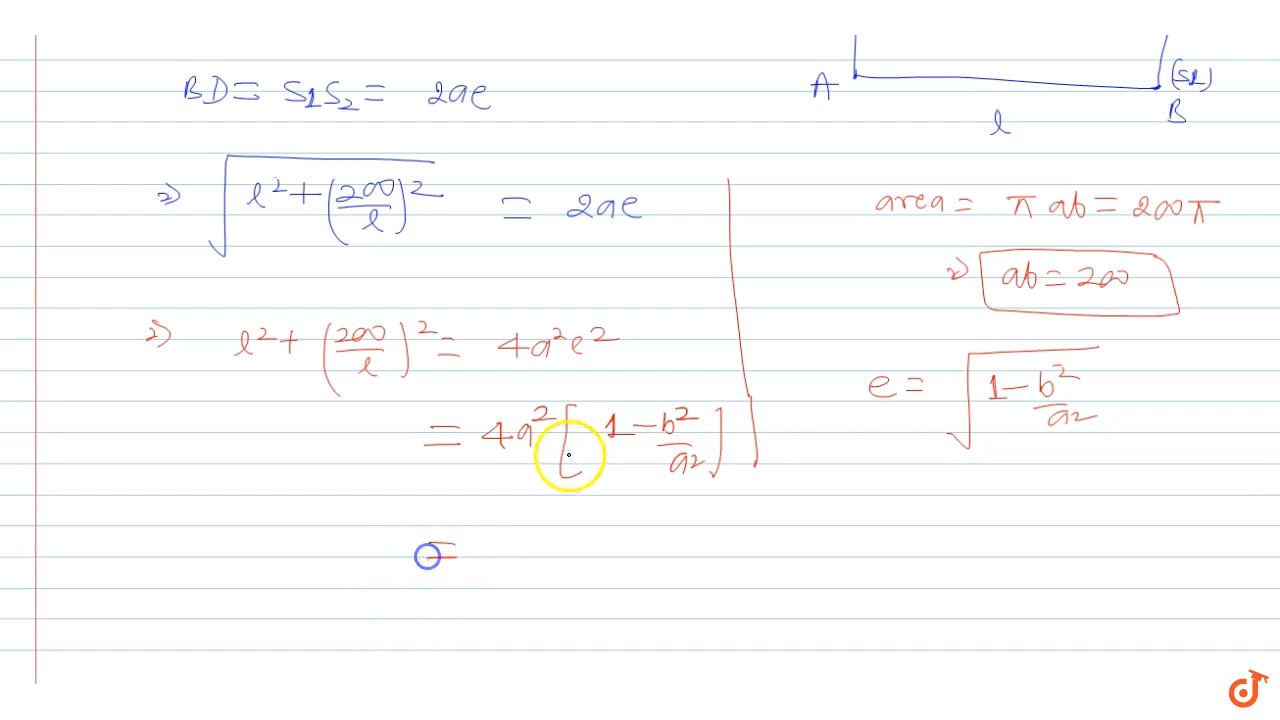 BD = S1S2 = 2ae
A
(S1)
B
l
⇒ √(l² + (200/l)²) = 2ae
area = π ab = 200π
⇒ ab = 200
⇒ l² + (200/l)² = 4a²e²
e = √(1 - b²/a²)
= 4a² [1 - b²/a²]
=